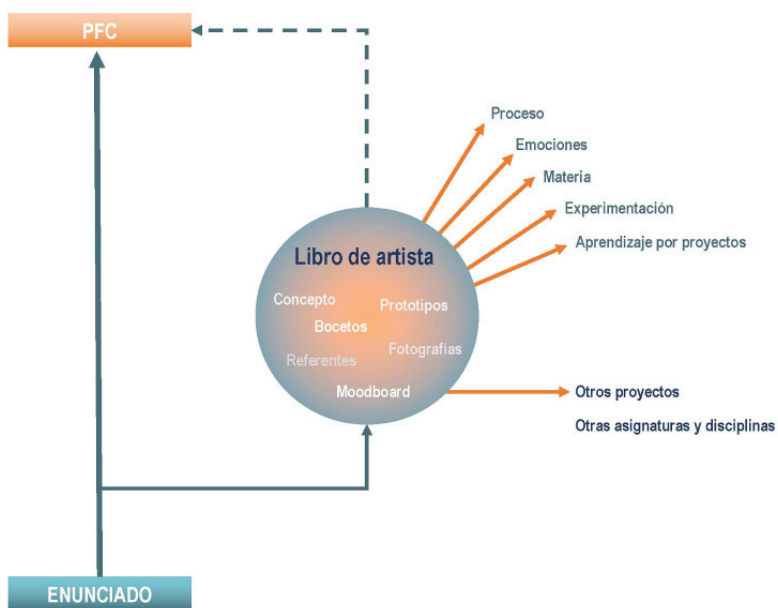 PFC
Proceso
Emociones
Materia
Experimentación
Aprendizaje por proyectos
Libro de artista
Concepto
Prototipos
Bocetos
Referentes
Fotografías
Moodboard
Otros proyectos
Otras asignaturas y disciplinas
ENUNCIADO